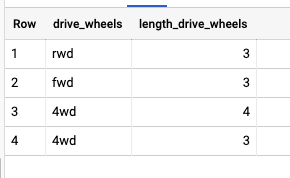 Row drive_wheels length_drive_wheels
1 rwd 3
2 fwd 3
3 4wd 4
4 4wd 3